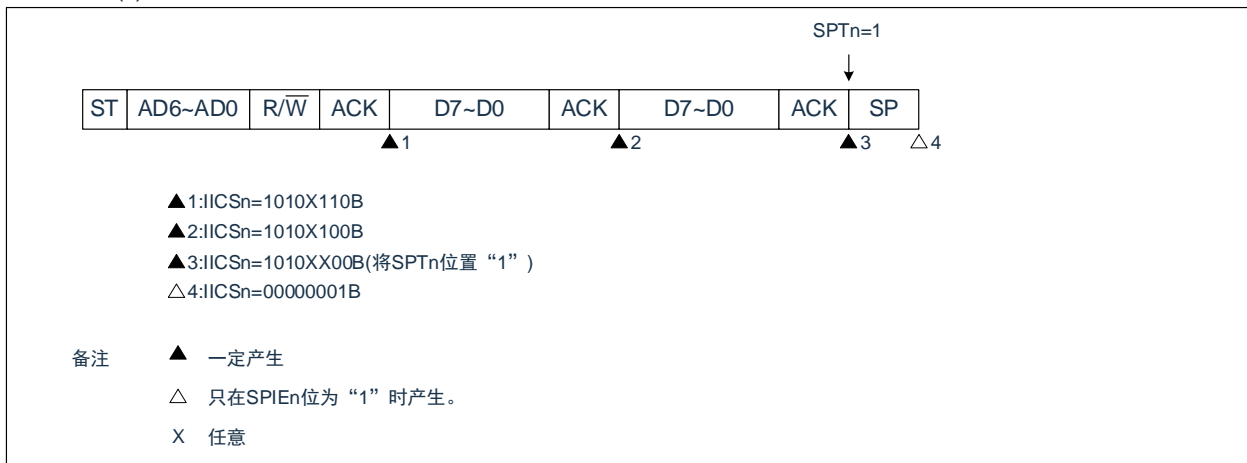 SPTn=1
ST AD6~AD0 R/W̅ ACK D7~D0 ACK D7~D0 ACK SP
▲1 ▲2 ▲3 △4
▲1:IICSn=1010X110B
▲2:IICSn=1010X100B
▲3:IICSn=1010XX00B(将SPTn位置“1”)
△4:IICSn=00000001B
备注 ▲ 一定产生
△ 只在SPIEn位为“1”时产生。
X 任意